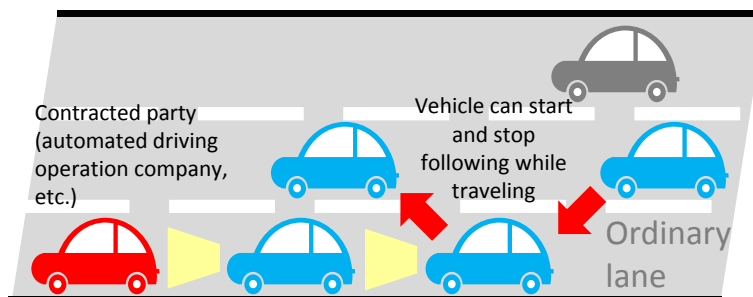 Contracted party
(automated driving
operation company,
etc.)
Vehicle can start
and stop
following while
traveling
Ordinary
lane